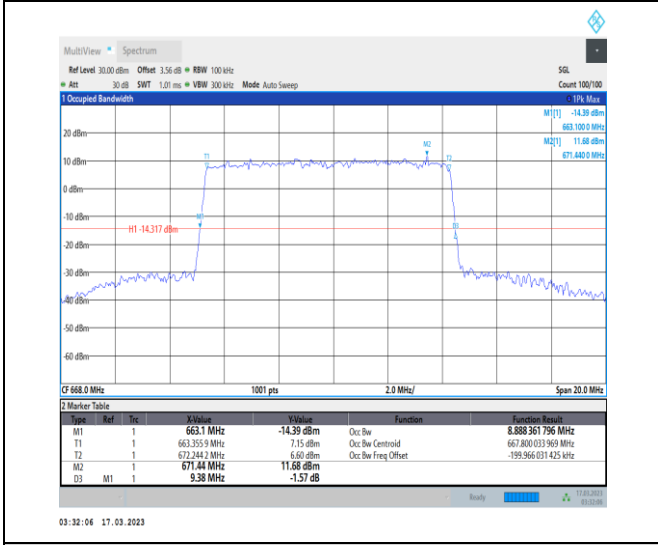 MultiView Spectrum
Ref Level 30.00 dBm Offset 3.56 dB RBW 100 kHz SGL
Att 30 dB SWT 1.01 ms VBW 300 kHz Mode Auto Sweep Count 100/100
1 Occupied Bandwidth 1Pk Max
M1[1] -14.39 dBm
663.100 0 MHz
M2[1] 11.68 dBm
671.440 0 MHz
20 dBm
M2
T1
T2
10 dBm
0 dBm
-10 dBm
M1
H1 -14.317 dBm
D3
-20 dBm
-30 dBm
-40 dBm
-50 dBm
-60 dBm
CF 668.0 MHz 1001 pts 2.0 MHz/ Span 20.0 MHz
2 Marker Table
Type Ref Trc X-Value Y-Value Function Function Result
M1 1 663.1 MHz -14.39 dBm Occ Bw 8.888 361 796 MHz
T1 1 663.355 9 MHz 7.15 dBm Occ Bw Centroid 667.800 033 969 MHz
T2 1 672.244 2 MHz 6.60 dBm Occ Bw Freq Offset -199.966 031 425 kHz
M2 1 671.44 MHz 11.68 dBm
D3 M1 1 9.38 MHz -1.57 dB
Ready 17.03.2023
03:32:08
03:32:06 17.03.2023